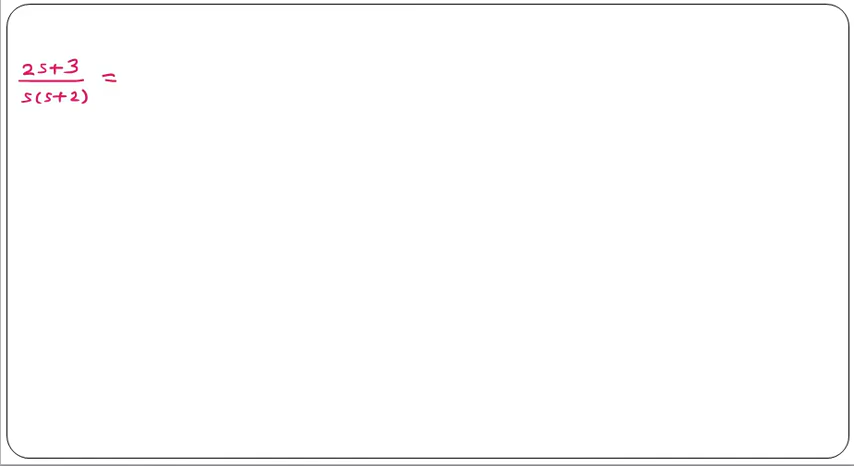 2s+3
s(s+2) =